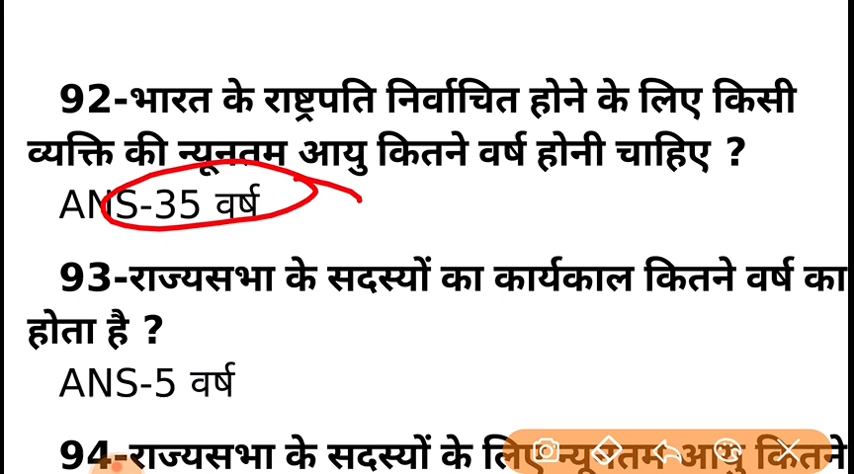 92-भारत के राष्ट्रपति निर्वाचित होने के लिए किसी
व्यक्ति की न्यूनतम आयु कितने वर्ष होनी चाहिए ?
ANS-35 वर्ष
93-राज्यसभा के सदस्यों का कार्यकाल कितने वर्ष का
होता है ?
ANS-5 वर्ष
94-राज्यसभा के सदस्यों के लिए न्यूनतम आयु कितने